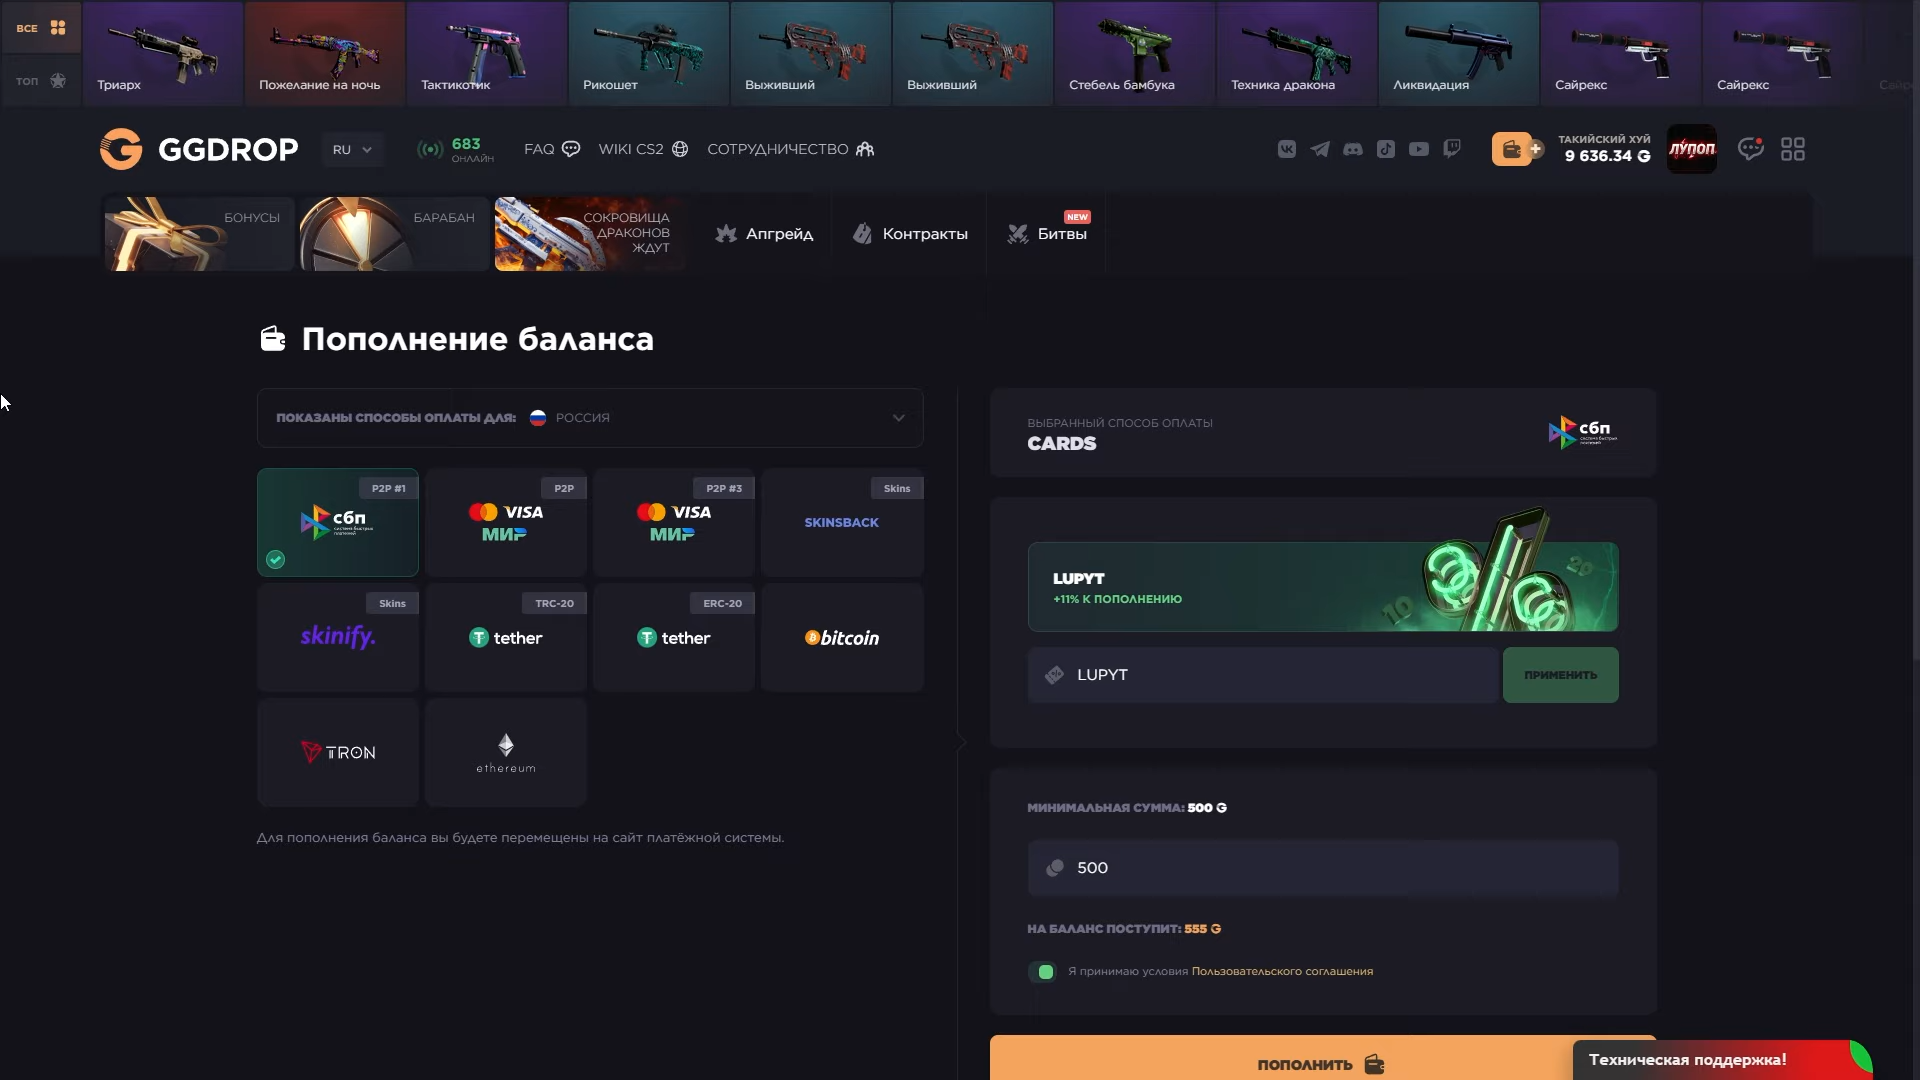 ВСЕ
ТОП
Триарх
Пожелание на ночь
Тактикотик
Рикошет
Выживший
Выживший
Стебель бамбука
Техника дракона
Ликвидация
Сайрекс
Сайрекс
GGDROP
RU
683
ОНЛАЙН
FAQ
WIKI CS2
СОТРУДНИЧЕСТВО
ТАКИЙСКИЙ ХУЙ
9 636.34 G
ЛУПОП
БОНУСЫ
БАРАБАН
СОКРОВИЩА
ДРАКОНОВ
ЖДУТ
Апгрейд
Контракты
Битвы
NEW
Пополнение баланса
ПОКАЗАНЫ СПОСОБЫ ОПЛАТЫ ДЛЯ: РОССИЯ
P2P #1
сбп
P2P
VISA
МИР
P2P #3
VISA
МИР
Skins
SKINSBACK
Skins
skinify.
TRC-20
tether
ERC-20
tether
bitcoin
TRON
ethereum
Для пополнения баланса вы будете перемещены на сайт платёжной системы.
ВЫБРАННЫЙ СПОСОБ ОПЛАТЫ
CARDS
сбп
LUPYT
+11% К ПОПОЛНЕНИЮ
10
20
LUPYT
ПРИМЕНИТЬ
МИНИМАЛЬНАЯ СУММА: 500 G
500
НА БАЛАНС ПОСТУПИТ: 555 G
Я принимаю условия Пользовательского соглашения
ПОПОЛНИТЬ
Техническая поддержка!